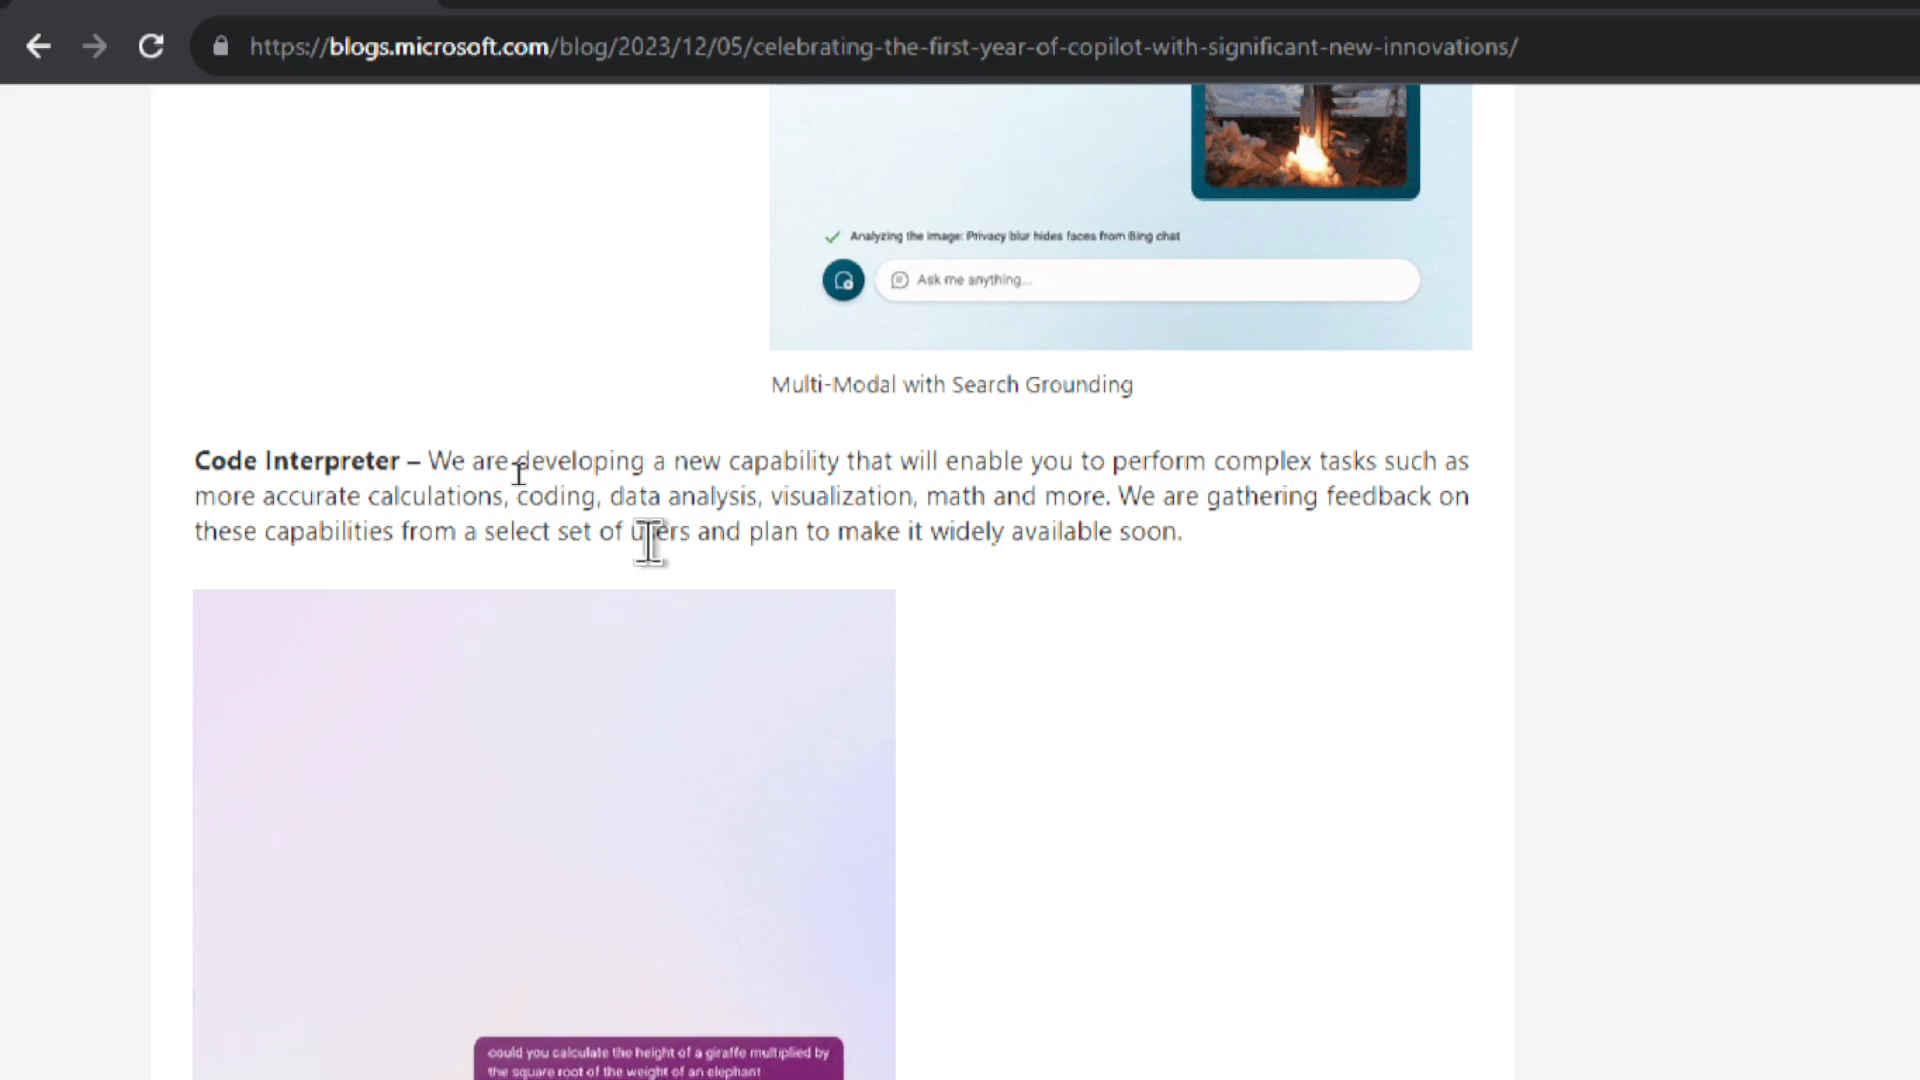 https://blogs.microsoft.com/blog/2023/12/05/celebrating-the-first-year-of-copilot-with-significant-new-innovations/
Analyzing the image: Privacy blur hides faces from Bing chat
Ask me anything...
Multi-Modal with Search Grounding
Code Interpreter – We are developing a new capability that will enable you to perform complex tasks such as
more accurate calculations, coding, data analysis, visualization, math and more. We are gathering feedback on
these capabilities from a select set of users and plan to make it widely available soon.
could you calculate the height of a giraffe multiplied by
the square root of the weight of an elephant